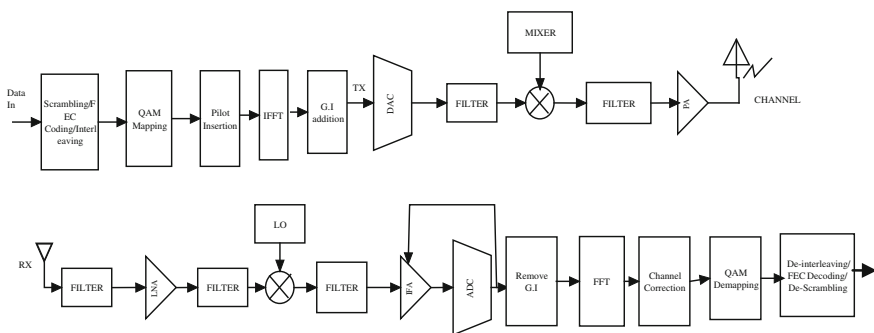 MIXER
Data
In
Scrambling/F
EC
Coding/Interl
eaving
QAM
Mapping
Pilot
Insertion
IFFT
G.I
addition
TX
DAC
FILTER
FILTER
PA
CHANNEL
RX
FILTER
LNA
FILTER
LO
FILTER
IFA
ADC
Remove
G.I
FFT
Channel
Correction
QAM
Demapping
De-interleaving/
FEC Decoding/
De-Scrambling